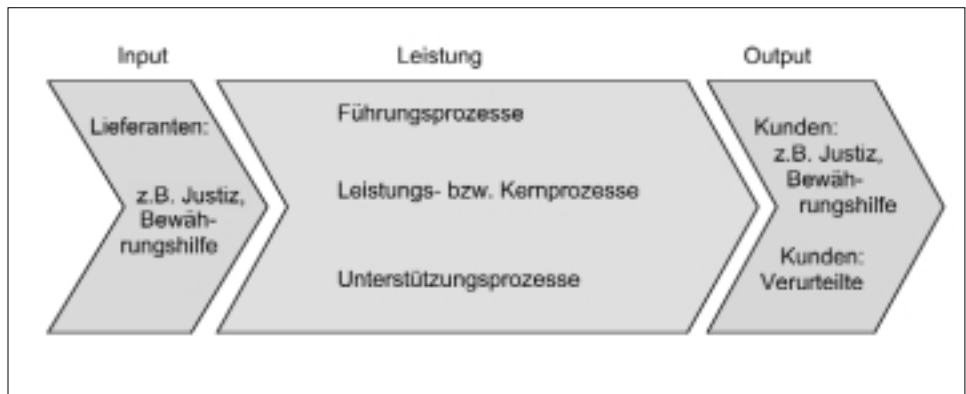 Input
Leistung
Output
Lieferanten:
z.B. Justiz,
Bewäh-
rungshilfe
Führungsprozesse
Leistungs- bzw. Kernprozesse
Unterstützungsprozesse
Kunden:
z.B. Justiz,
Bewäh-
rungshilfe
Kunden:
Verurteilte